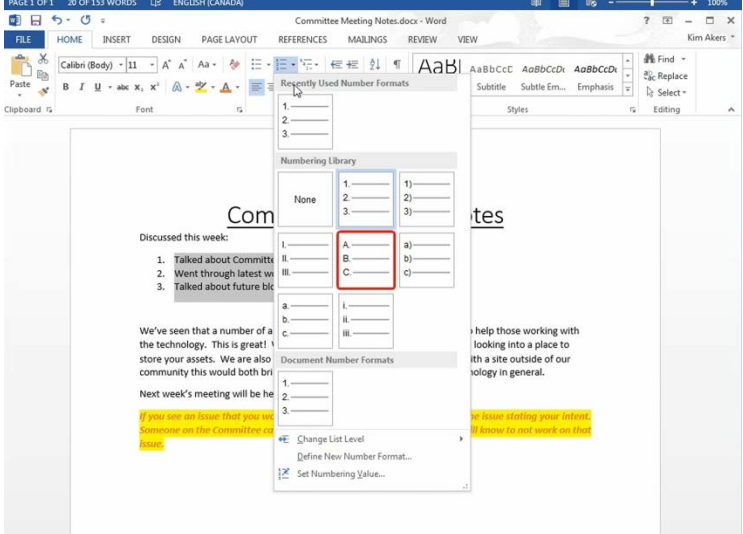 PAGE 1 OF 1 20 OF 153 WORDS ENGLISH (CANADA) 100%
Committee Meeting Notes.docx - Word
FILE HOME INSERT DESIGN PAGE LAYOUT REFERENCES MAILINGS REVIEW VIEW Kim Akers
Paste Calibri (Body) 11 A A Aa AaBl AaBbCcD AaBbCcDc AaBbCcDc Find
B I U abc X₂ X² A A Subtitle Subtle Em... Emphasis Replace
Select
Clipboard Font Styles Editing
Recently Used Number Formats
1.
2.
3.
Numbering Library
None
1.
2.
3.
1)
2)
3)
I.
II.
III.
A.
B.
C.
a)
b)
c)
a.
b.
c.
i.
ii.
iii.
Document Number Formats
1.
2.
3.
Change List Level
Define New Number Format...
Set Numbering Value...
Com tes
Discussed this week:
1. Talked about Committe
2. Went through latest w
3. Talked about future blo
We've seen that a number of a help those working with
the technology. This is great! looking into a place to
store your assets. We are also ith a site outside of our
community this would both bri nology in general.
Next week's meeting will be he
If you see an issue that you wo he issue stating your intent.
Someone on the Committee ca ll know to not work on that
issue.